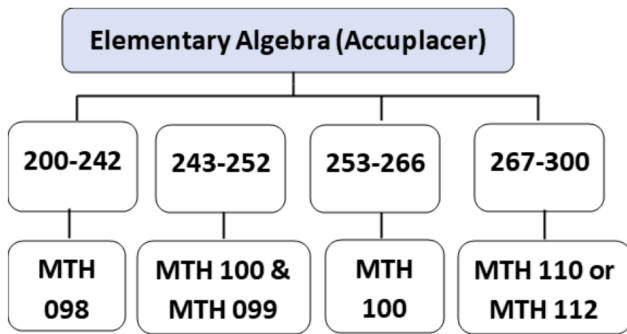 Elementary Algebra (Accuplacer)
200-242
243-252
253-266
267-300
MTH
098
MTH 100 &
MTH 099
MTH
100
MTH 110 or
MTH 112